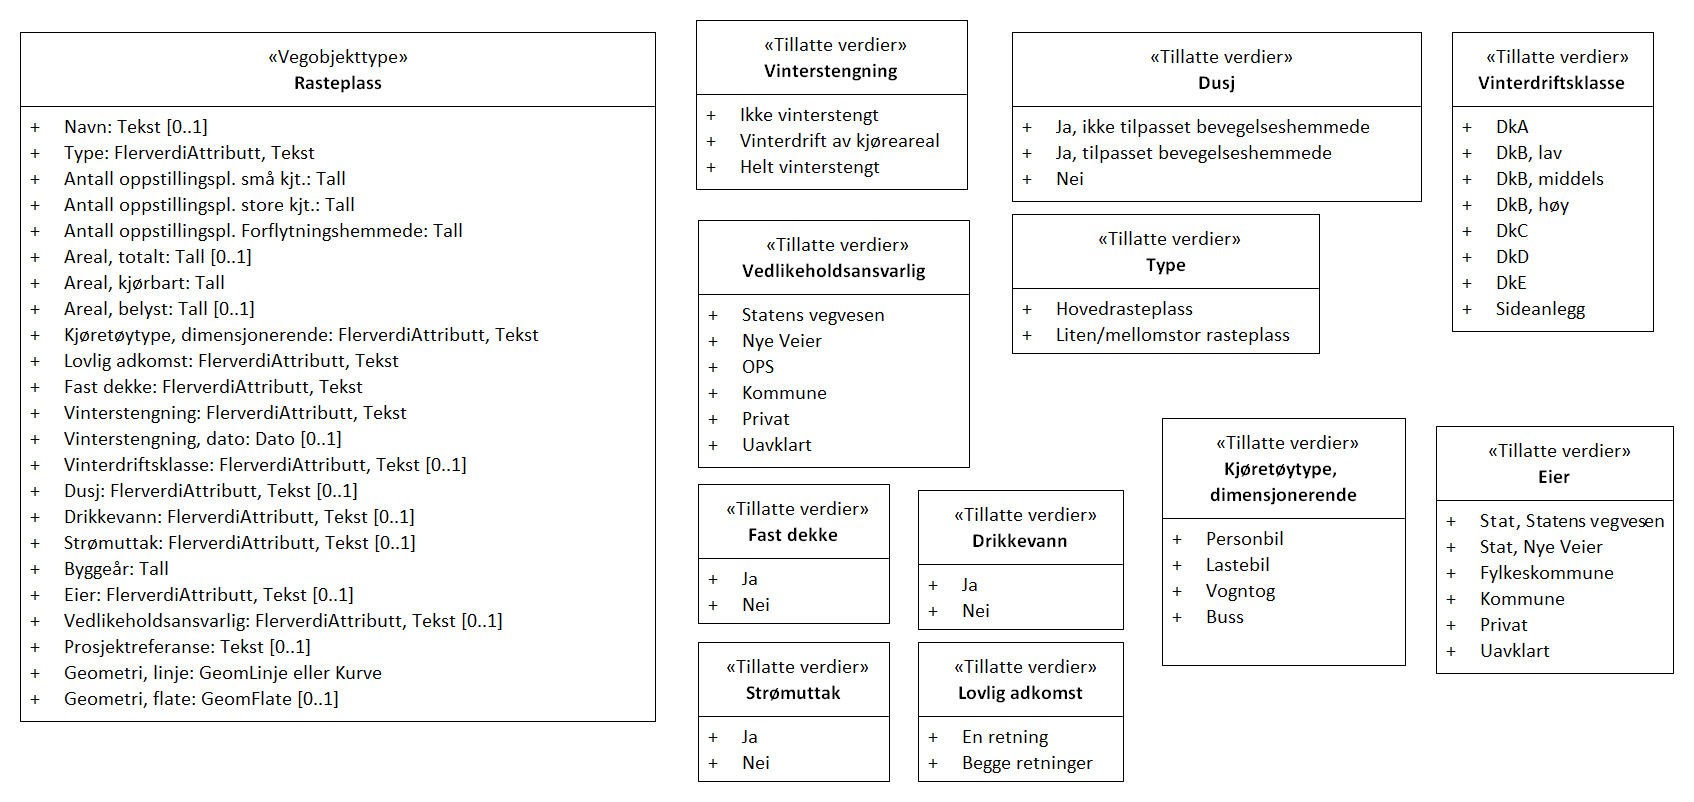 «Vegobjekttype»
Rasteplass
+ Navn: Tekst [0..1]
+ Type: FlerverdiAttributt, Tekst
+ Antall oppstillingspl. små kjt.: Tall
+ Antall oppstillingspl. store kjt.: Tall
+ Antall oppstillingspl. Forflytningshemmede: Tall
+ Areal, totalt: Tall [0..1]
+ Areal, kjørbart: Tall
+ Areal, belyst: Tall [0..1]
+ Kjøretøytype, dimensjonerende: FlerverdiAttributt, Tekst
+ Lovlig adkomst: FlerverdiAttributt, Tekst
+ Fast dekke: FlerverdiAttributt, Tekst
+ Vinterstengning: FlerverdiAttributt, Tekst
+ Vinterstengning, dato: Dato [0..1]
+ Vinterdriftsklasse: FlerverdiAttributt, Tekst [0..1]
+ Dusj: FlerverdiAttributt, Tekst [0..1]
+ Drikkevann: FlerverdiAttributt, Tekst [0..1]
+ Strømuttak: FlerverdiAttributt, Tekst [0..1]
+ Byggeår: Tall
+ Eier: FlerverdiAttributt, Tekst [0..1]
+ Vedlikeholdsansvarlig: FlerverdiAttributt, Tekst [0..1]
+ Prosjektreferanse: Tekst [0..1]
+ Geometri, linje: GeomLinje eller Kurve
+ Geometri, flate: GeomFlate [0..1]
«Tillatte verdier»
Vinterstengning
+ Ikke vinterstengt
+ Vinterdrift av kjøreareal
+ Helt vinterstengt
«Tillatte verdier»
Dusj
+ Ja, ikke tilpasset bevegelseshemmede
+ Ja, tilpasset bevegelseshemmede
+ Nei
«Tillatte verdier»
Vinterdriftsklasse
+ DkA
+ DkB, lav
+ DkB, middels
+ DkB, høy
+ DkC
+ DkD
+ DkE
+ Sideanlegg
«Tillatte verdier»
Vedlikeholdsansvarlig
+ Statens vegvesen
+ Nye Veier
+ OPS
+ Kommune
+ Privat
+ Uavklart
«Tillatte verdier»
Type
+ Hovedrasteplass
+ Liten/mellomstor rasteplass
«Tillatte verdier»
Kjøretøytype,
dimensjonerende
+ Personbil
+ Lastebil
+ Vogntog
+ Buss
«Tillatte verdier»
Eier
+ Stat, Statens vegvesen
+ Stat, Nye Veier
+ Fylkeskommune
+ Kommune
+ Privat
+ Uavklart
«Tillatte verdier»
Fast dekke
+ Ja
+ Nei
«Tillatte verdier»
Drikkevann
+ Ja
+ Nei
«Tillatte verdier»
Strømuttak
+ Ja
+ Nei
«Tillatte verdier»
Lovlig adkomst
+ En retning
+ Begge retninger